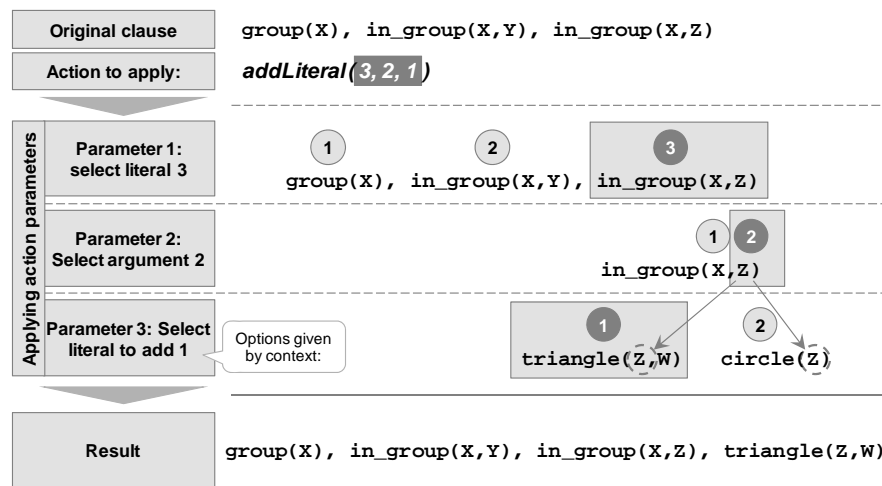 Original clause
group(X), in_group(X,Y), in_group(X,Z)
Action to apply:
addLiteral(3, 2, 1)
Applying action parameters
Parameter 1:
select literal 3
1
2
3
group(X), in_group(X,Y), in_group(X,Z)
Parameter 2:
Select argument 2
1
2
in_group(X,Z)
Parameter 3: Select
literal to add 1
Options given
by context:
1
2
triangle(Z,W)
circle(Z)
Result
group(X), in_group(X,Y), in_group(X,Z), triangle(Z,W)